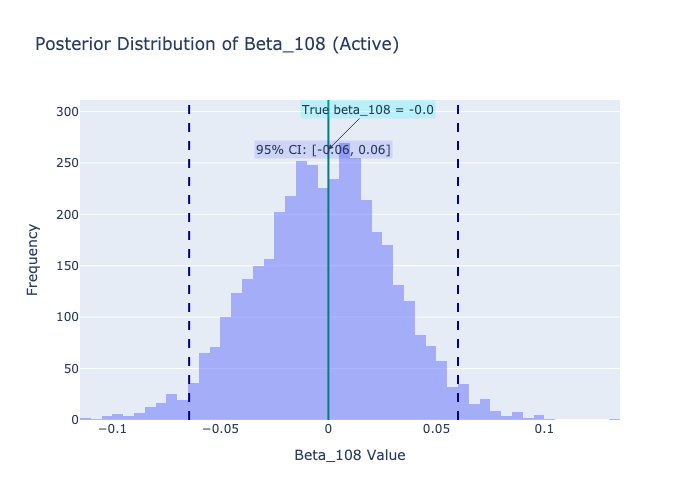 Posterior Distribution of Beta_108 (Active)
True beta_108 = -0.0
95% CI: [-0.06, 0.06]
Frequency
300
250
200
150
100
50
0
−0.1
−0.05
0
0.05
0.1
Beta_108 Value